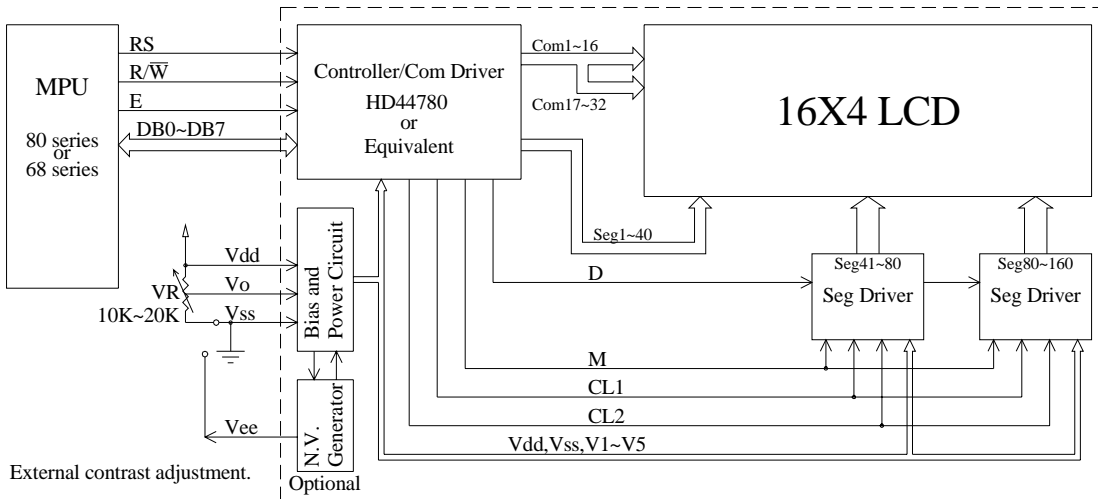 MPU
80 series
or
68 series
RS
R/W̅
E
DB0~DB7
Controller/Com Driver
HD44780
or
Equivalent
Com1~16
Com17~32
16X4 LCD
Seg1~40
Seg41~80
Seg Driver
Seg80~160
Seg Driver
D
M
CL1
CL2
Vdd,Vss,V1~V5
Vdd
Vo
Vss
VR
10K~20K
Bias and
Power Circuit
N.V.
Generator
Vee
Optional
External contrast adjustment.